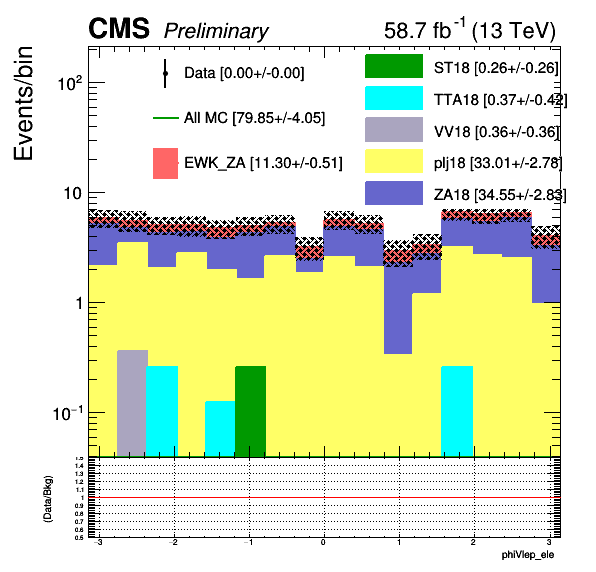 CMS Preliminary 58.7 fb⁻¹ (13 TeV)
Events/bin
10²
10
1
10⁻¹
Data [0.00+/-0.00]
All MC [79.85+/-4.05]
EWK_ZA [11.30+/-0.51]
ST18 [0.26+/-0.26]
TTA18 [0.37+/-0.42]
VV18 [0.36+/-0.36]
plj18 [33.01+/-2.78]
ZA18 [34.55+/-2.83]
(Data/Bkg)
1.5
1.4
1.3
1.2
1.1
1
0.9
0.8
0.7
0.6
0.5
−3 −2 −1 0 1 2 3
phiVlep_ele